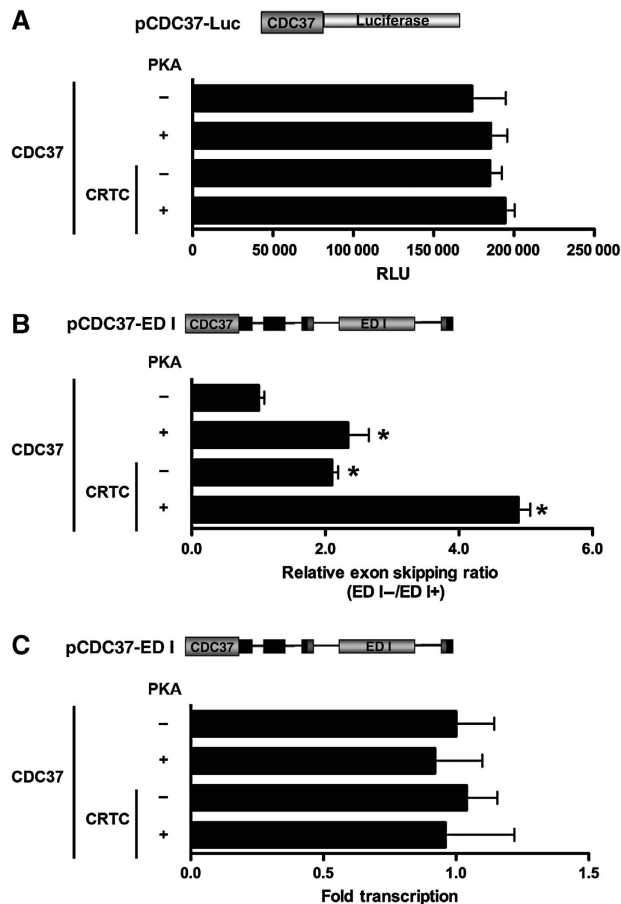 A
pCDC37-Luc
CDC37 Luciferase
PKA
−
+
−
+
CDC37
CRTC
0 50 000 100 000 150 000 200 000 250 000
RLU
B
pCDC37-ED I
CDC37 ED I
PKA
−
+ *
− *
+ *
CDC37
CRTC
0.0 2.0 4.0 6.0
Relative exon skipping ratio
(ED I−/ED I+)
C
pCDC37-ED I
CDC37 ED I
PKA
−
+
−
+
CDC37
CRTC
0.0 0.5 1.0 1.5
Fold transcription